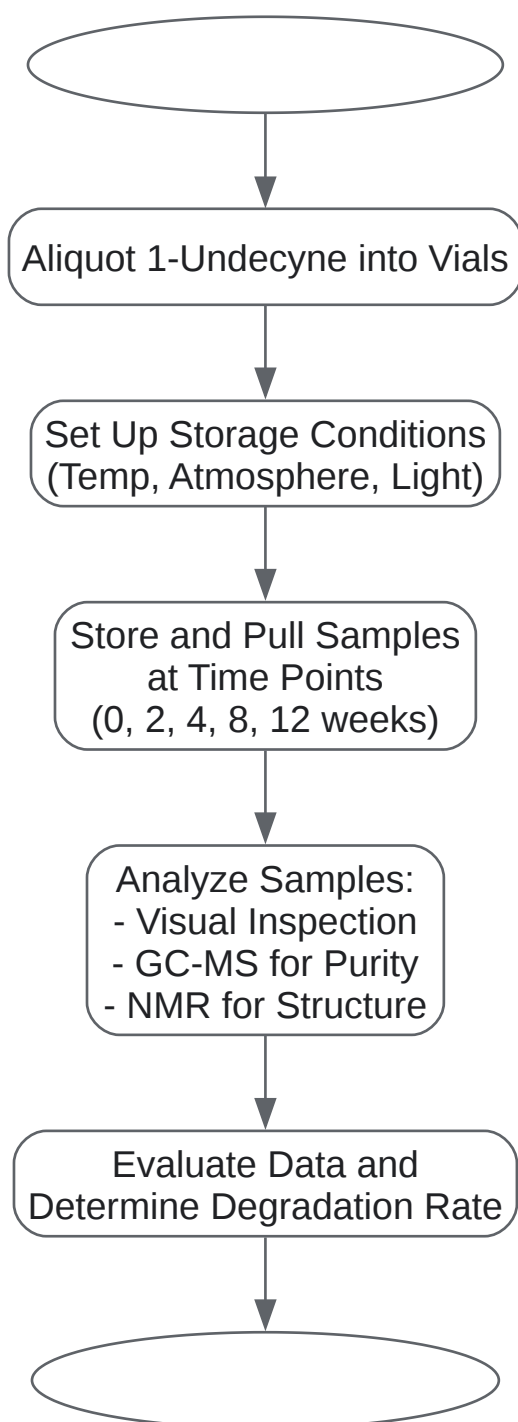 Aliquot 1-Undecyne into Vials
Set Up Storage Conditions
(Temp, Atmosphere, Light)
Store and Pull Samples
at Time Points
(0, 2, 4, 8, 12 weeks)
Analyze Samples:
- Visual Inspection
- GC-MS for Purity
- NMR for Structure
Evaluate Data and
Determine Degradation Rate